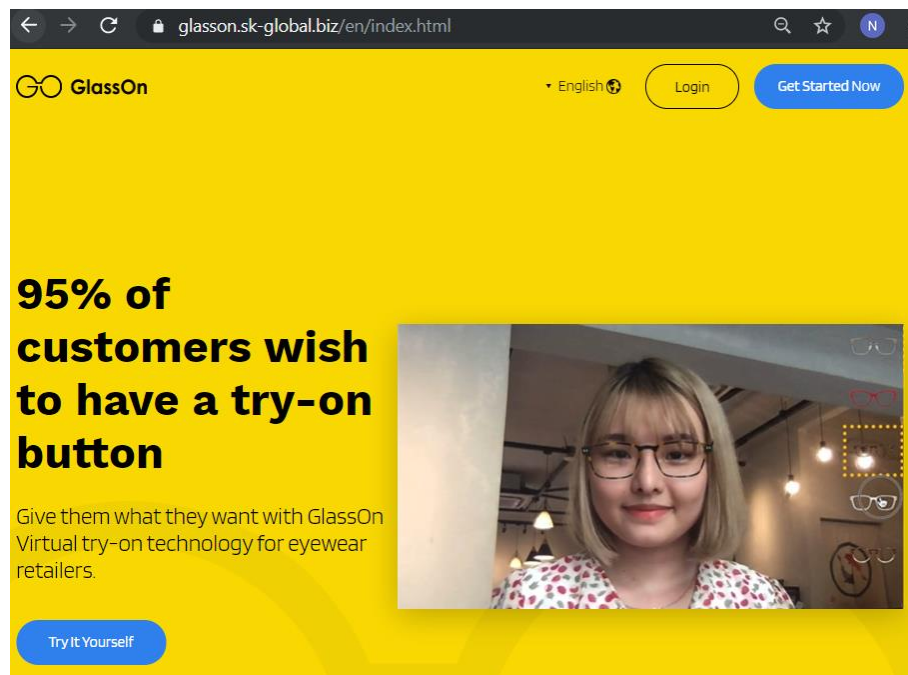 glasson.sk-global.biz/en/index.html
N
GlassOn
English
Login
Get Started Now
95% of
customers wish
to have a try-on
button
Give them what they want with GlassOn
Virtual try-on technology for eyewear
retailers.
Try It Yourself